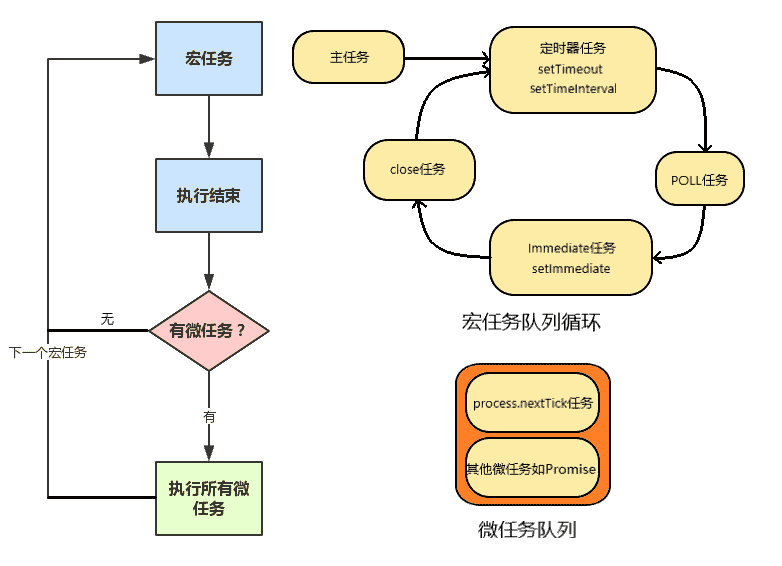 宏任务
执行结束
有微任务？
无
下一个宏任务
有
执行所有微
任务
主任务
定时器任务
setTimeout
setTimeInterval
close任务
POLL任务
Immediate任务
setImmediate
宏任务队列循环
process.nextTick任务
其他微任务如Promise
微任务队列